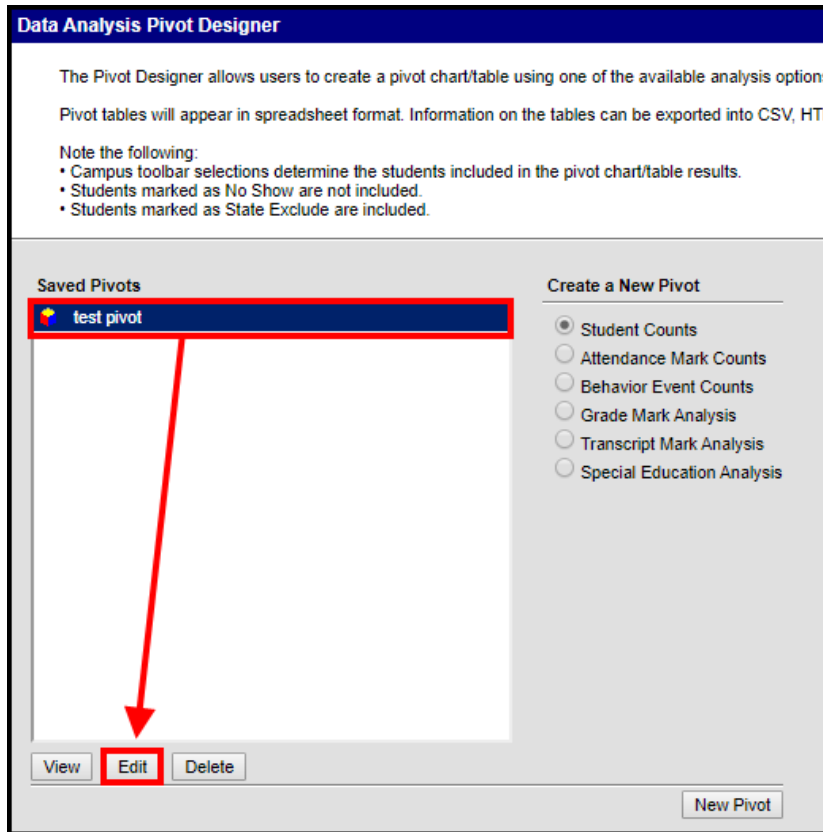 Data Analysis Pivot Designer
The Pivot Designer allows users to create a pivot chart/table using one of the available analysis option
Pivot tables will appear in spreadsheet format. Information on the tables can be exported into CSV, HT
Note the following:
• Campus toolbar selections determine the students included in the pivot chart/table results.
• Students marked as No Show are not included.
• Students marked as State Exclude are included.
Saved Pivots
test pivot
Create a New Pivot
Student Counts
Attendance Mark Counts
Behavior Event Counts
Grade Mark Analysis
Transcript Mark Analysis
Special Education Analysis
View Edit Delete
New Pivot